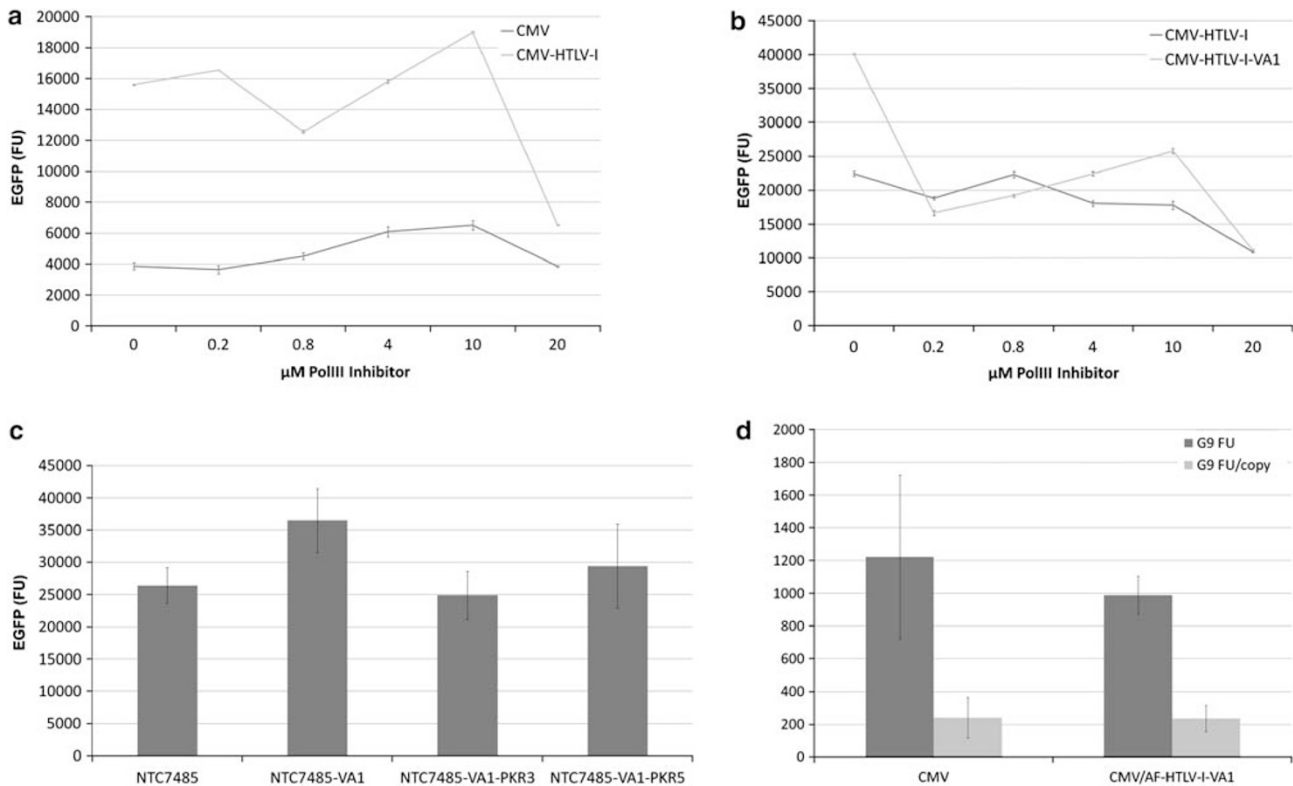 a
20000
18000
16000
14000
12000
10000
8000
6000
4000
2000
0
EGFP (FU)
CMV
CMV-HTLV-I
0 0.2 0.8 4 10 20
µM PolIII Inhibitor
b
45000
40000
35000
30000
25000
20000
15000
10000
5000
0
EGFP (FU)
CMV-HTLV-I
CMV-HTLV-I-VA1
0 0.2 0.8 4 10 20
µM PolIII Inhibitor
c
45000
40000
35000
30000
25000
20000
15000
10000
5000
0
EGFP (FU)
NTC7485 NTC7485-VA1 NTC7485-VA1-PKR3 NTC7485-VA1-PKR5
d
2000
1800
1600
1400
1200
1000
800
600
400
200
0
G9 FU
G9 FU/copy
CMV CMV/AF-HTLV-I-VA1